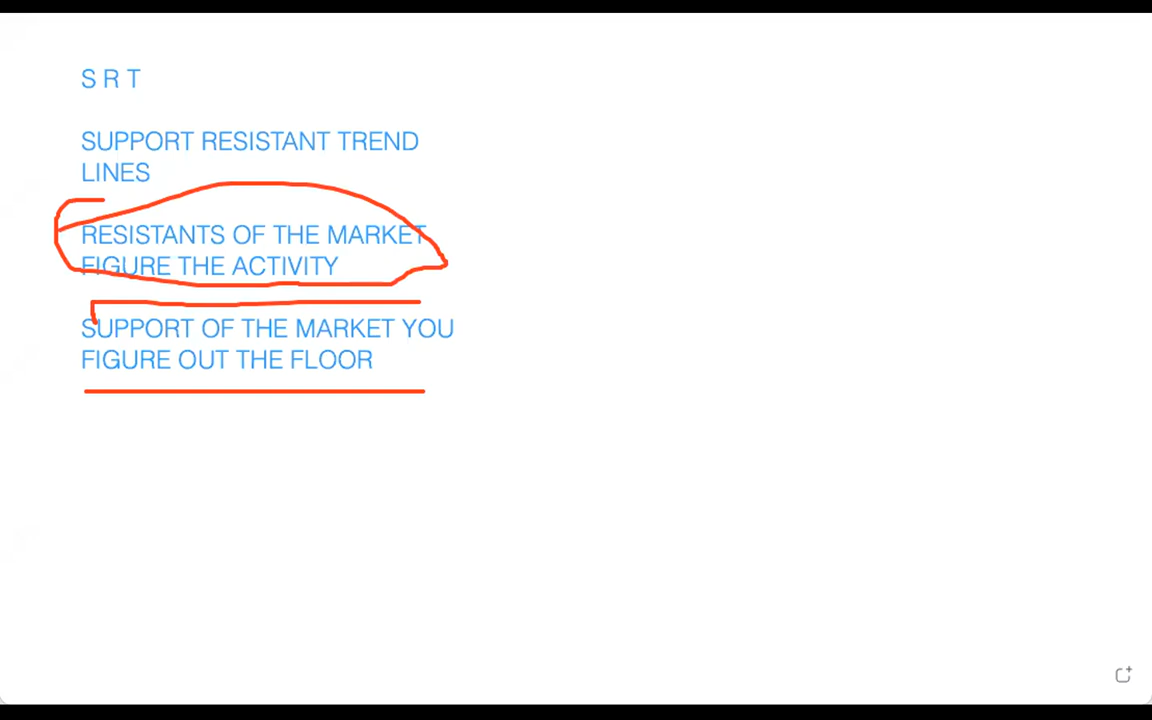 S R T
SUPPORT RESISTANT TREND
LINES
RESISTANTS OF THE MARKET
FIGURE THE ACTIVITY
SUPPORT OF THE MARKET YOU
FIGURE OUT THE FLOOR